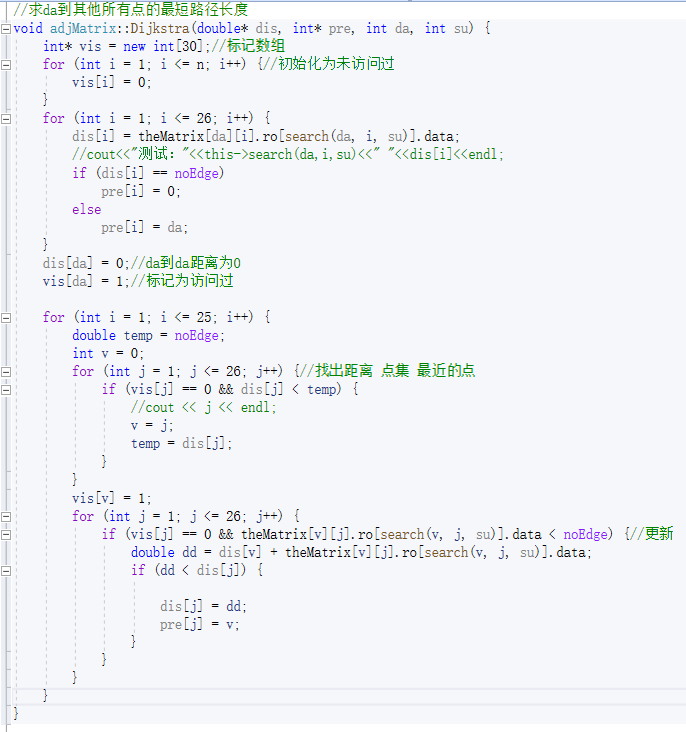 //求da到其他所有点的最短路径长度
void adjMatrix::Dijkstra(double* dis, int* pre, int da, int su) {
    int* vis = new int[30];//标记数组
    for (int i = 1; i <= n; i++) {//初始化为未访问过
        vis[i] = 0;
    }
    for (int i = 1; i <= 26; i++) {
        dis[i] = theMatrix[da][i].ro[search(da, i, su)].data;
        //cout<<"测试: "<<this->search(da,i,su)<<" "<<dis[i]<<endl;
        if (dis[i] == noEdge)
            pre[i] = 0;
        else
            pre[i] = da;
    }
    dis[da] = 0;//da到da距离为0
    vis[da] = 1;//标记为访问过
    for (int i = 1; i <= 25; i++) {
        double temp = noEdge;
        int v = 0;
        for (int j = 1; j <= 26; j++) {//找出距离 点集 最近的点
            if (vis[j] == 0 && dis[j] < temp) {
                //cout << j << endl;
                v = j;
                temp = dis[j];
            }
        }
        vis[v] = 1;
        for (int j = 1; j <= 26; j++) {
            if (vis[j] == 0 && theMatrix[v][j].ro[search(v, j, su)].data < noEdge) {//更新
                double dd = dis[v] + theMatrix[v][j].ro[search(v, j, su)].data;
                if (dd < dis[j]) {
                    dis[j] = dd;
                    pre[j] = v;
                }
            }
        }
    }
}